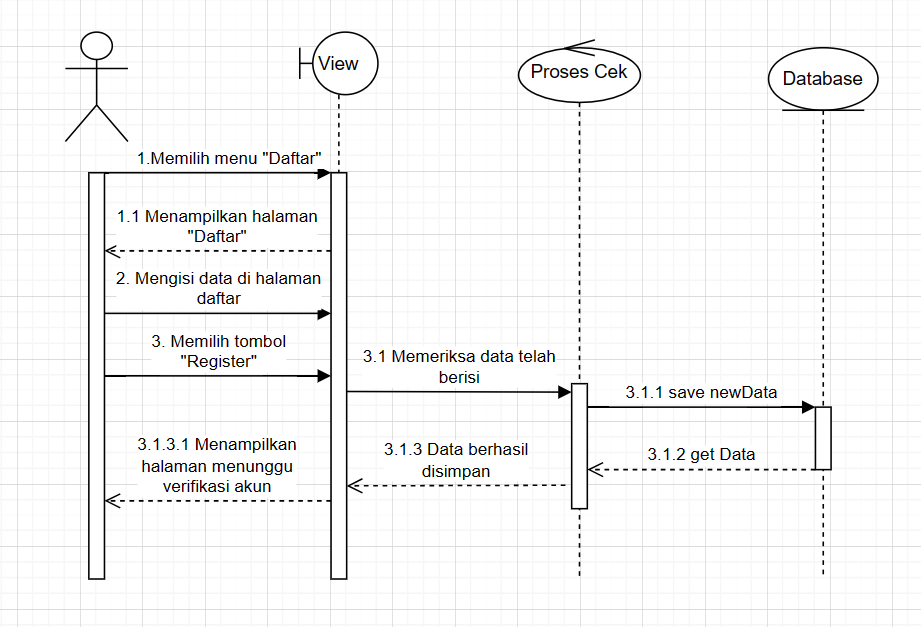 View
Proses Cek
Database
1.Memilih menu "Daftar"
1.1 Menampilkan halaman
"Daftar"
2. Mengisi data di halaman
daftar
3. Memilih tombol
"Register"
3.1 Memeriksa data telah
berisi
3.1.1 save newData
3.1.2 get Data
3.1.3 Data berhasil
disimpan
3.1.3.1 Menampilkan
halaman menunggu
verifikasi akun